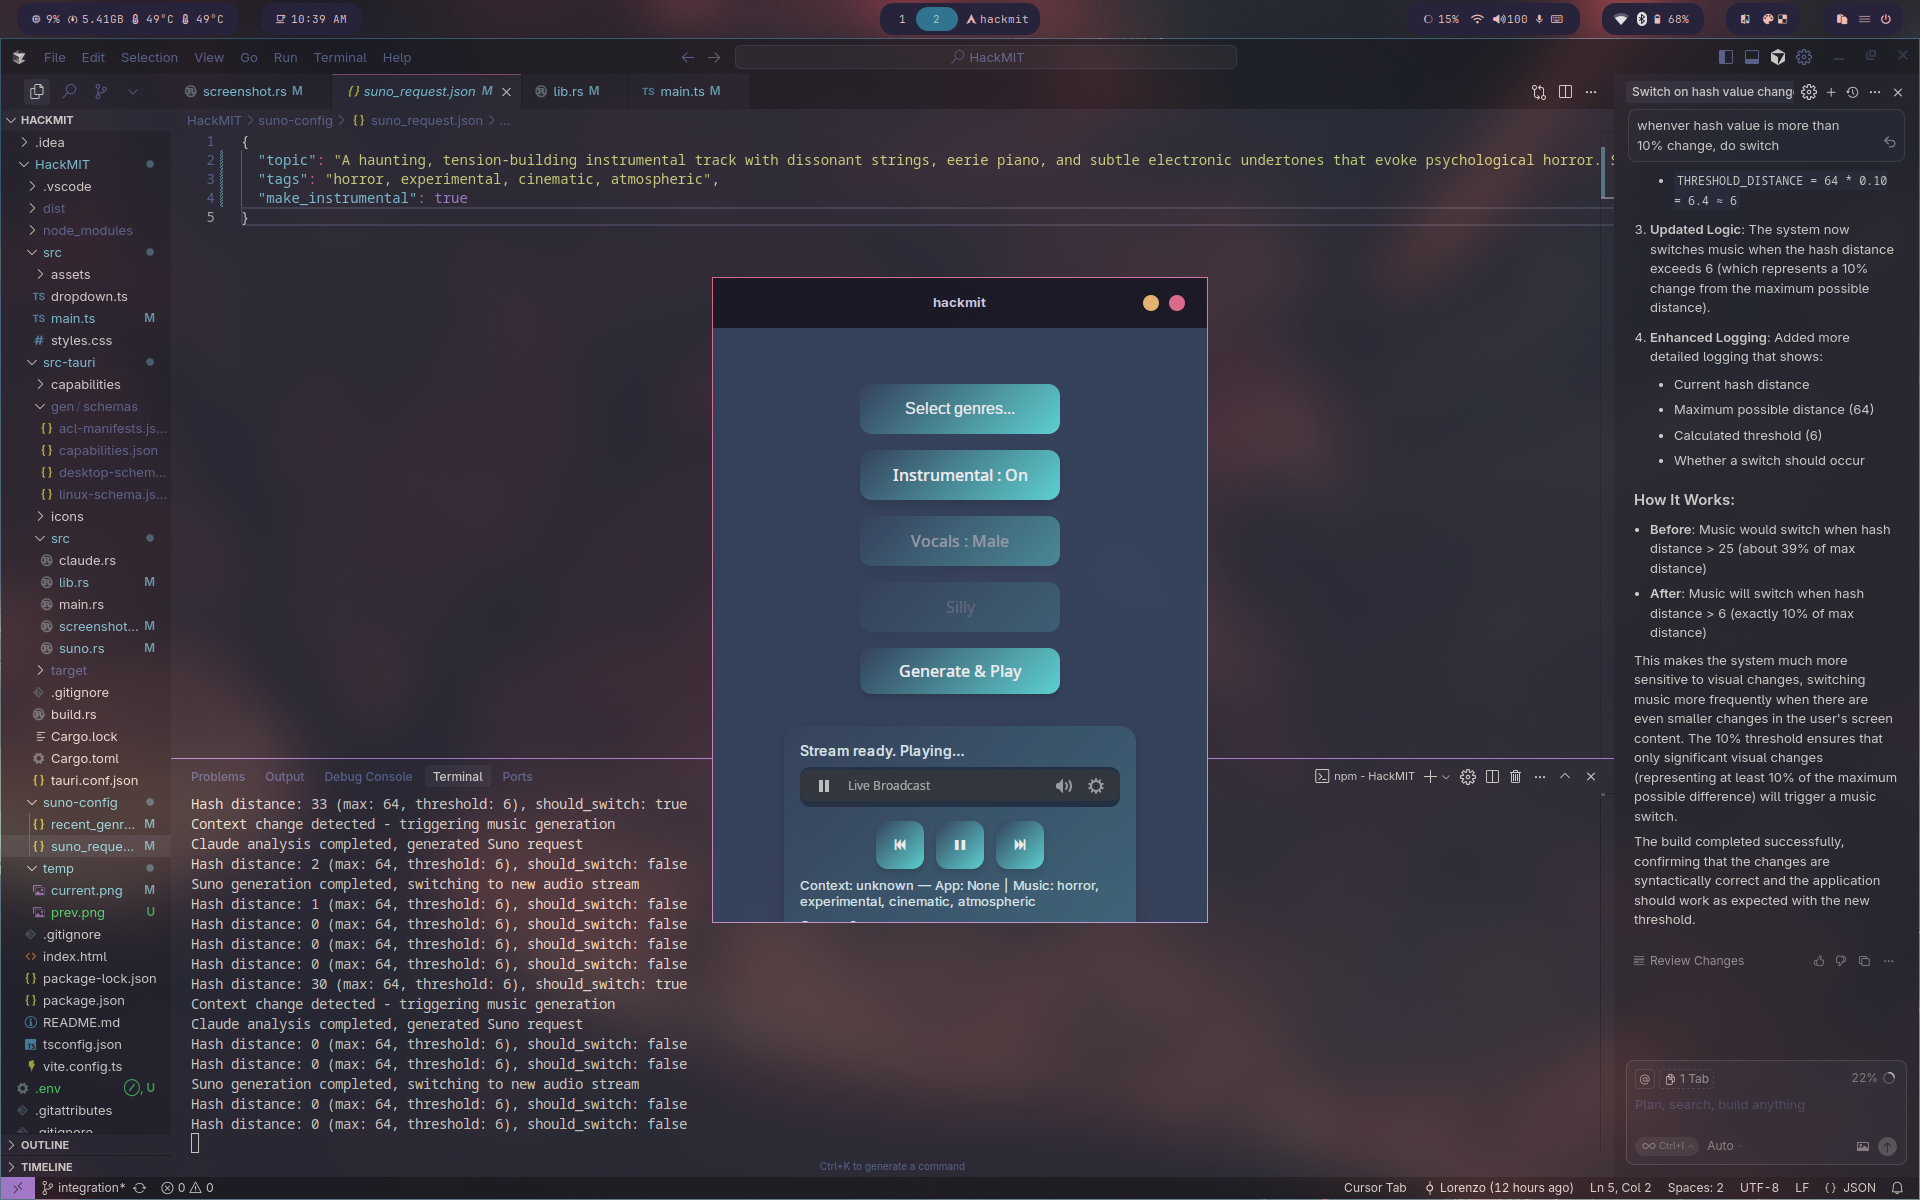 9% 5.41GB 49°C 49°C
10:39 AM
1 2 hackmit
15% 100
68%
File Edit Selection View Go Run Terminal Help
HackMIT
screenshot.rs M
{} suno_request.json M
lib.rs M
TS main.ts M
HackMIT > suno-config > {} suno_request.json > ...
HACKMIT
.idea
HackMIT
.vscode
dist
node_modules
src
assets
TS dropdown.ts
TS main.ts M
# styles.css
src-tauri
capabilities
gen / schemas
{} acl-manifests.js...
{} capabilities.json
{} desktop-schem...
{} linux-schema.js...
icons
src
claude.rs
lib.rs M
main.rs
screenshot... M
suno.rs M
target
.gitignore
build.rs
Cargo.lock
Cargo.toml
{} tauri.conf.json
suno-config
{} recent_genr... M
{} suno_reque... M
temp
current.png M
prev.png U
.gitignore
<> index.html
{} package-lock.json
{} package.json
README.md
tsconfig.json
vite.config.ts
.env , U
.gitattributes
.gitignore
OUTLINE
TIMELINE
1 {
2 "topic": "A haunting, tension-building instrumental track with dissonant strings, eerie piano, and subtle electronic undertones that evoke psychological horror. S
3 "tags": "horror, experimental, cinematic, atmospheric",
4 "make_instrumental": true
5 }
hackmit
Select genres...
Instrumental : On
Vocals : Male
Silly
Generate & Play
Stream ready. Playing...
Live Broadcast
Context: unknown — App: None | Music: horror,
experimental, cinematic, atmospheric
Problems Output Debug Console Terminal Ports
npm - HackMIT
Hash distance: 33 (max: 64, threshold: 6), should_switch: true
Context change detected - triggering music generation
Claude analysis completed, generated Suno request
Hash distance: 2 (max: 64, threshold: 6), should_switch: false
Suno generation completed, switching to new audio stream
Hash distance: 1 (max: 64, threshold: 6), should_switch: false
Hash distance: 0 (max: 64, threshold: 6), should_switch: false
Hash distance: 0 (max: 64, threshold: 6), should_switch: false
Hash distance: 0 (max: 64, threshold: 6), should_switch: false
Hash distance: 30 (max: 64, threshold: 6), should_switch: true
Context change detected - triggering music generation
Claude analysis completed, generated Suno request
Hash distance: 0 (max: 64, threshold: 6), should_switch: false
Hash distance: 0 (max: 64, threshold: 6), should_switch: false
Suno generation completed, switching to new audio stream
Hash distance: 0 (max: 64, threshold: 6), should_switch: false
Hash distance: 0 (max: 64, threshold: 6), should_switch: false
Ctrl+K to generate a command
Switch on hash value chang
whenver hash value is more than
10% change, do switch
• THRESHOLD_DISTANCE = 64 * 0.10
= 6.4 ≈ 6
3. Updated Logic: The system now
switches music when the hash distance
exceeds 6 (which represents a 10%
change from the maximum possible
distance).
4. Enhanced Logging: Added more
detailed logging that shows:
• Current hash distance
• Maximum possible distance (64)
• Calculated threshold (6)
• Whether a switch should occur
How It Works:
• Before: Music would switch when hash
distance > 25 (about 39% of max
distance)
• After: Music will switch when hash
distance > 6 (exactly 10% of max
distance)
This makes the system much more
sensitive to visual changes, switching
music more frequently when there are
even smaller changes in the user's screen
content. The 10% threshold ensures that
only significant visual changes
(representing at least 10% of the maximum
possible difference) will trigger a music
switch.
The build completed successfully,
confirming that the changes are
syntactically correct and the application
should work as expected with the new
threshold.
Review Changes
@ 1 Tab 22%
Plan, search, build anything
∞ Ctrl+I Auto
integration* 0 0
Cursor Tab Lorenzo (12 hours ago) Ln 5, Col 2 Spaces: 2 UTF-8 LF {} JSON